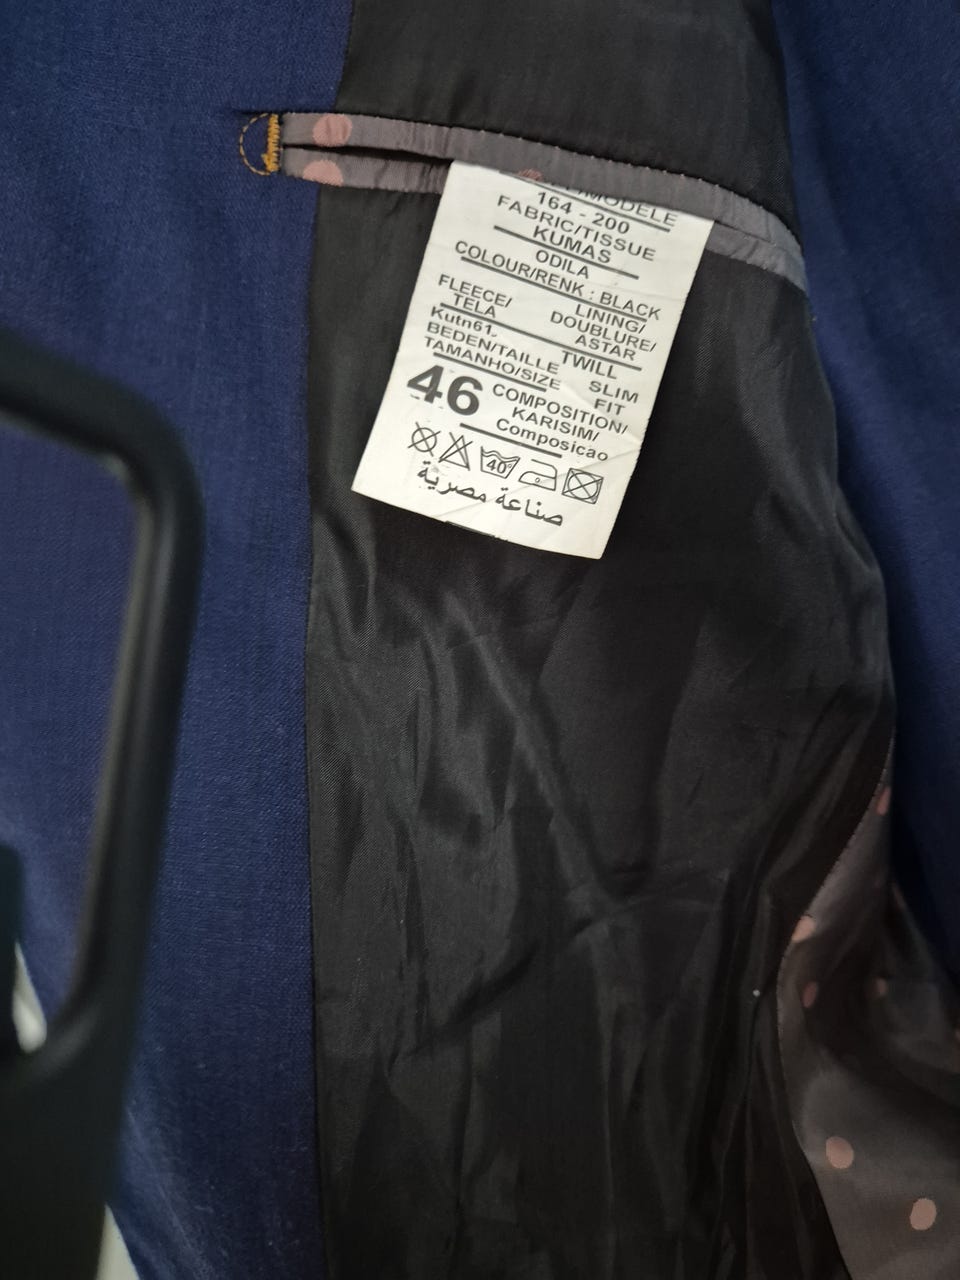 /MODELE
164 - 200
FABRIC/TISSUE
KUMAS
ODILA
COLOUR/RENK : BLACK
FLEECE/
TELA
LINING/
DOUBLURE/
ASTAR
Kutn61
TWILL
BEDEN/TAILLE
TAMANHO/SIZE
SLIM
FIT
46
COMPOSITION/
KARISIM/
Composicao
40°
صناعة مصرية